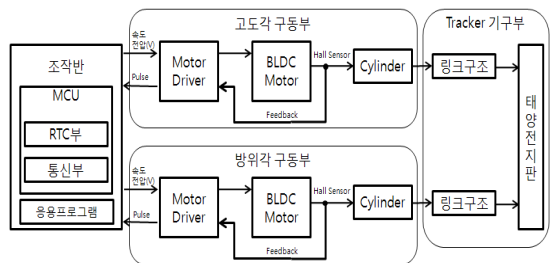 고도각 구동부
Tracker 기구부
조작반
MCU
RTC부
통신부
응용프로그램
속도
전압(V)
Pulse
Motor
Driver
BLDC
Motor
Hall Sensor
Cylinder
Feedback
링크구조
태양전지판
방위각 구동부
속도
전압(V)
Pulse
Motor
Driver
BLDC
Motor
Hall Sensor
Cylinder
Feedback
링크구조